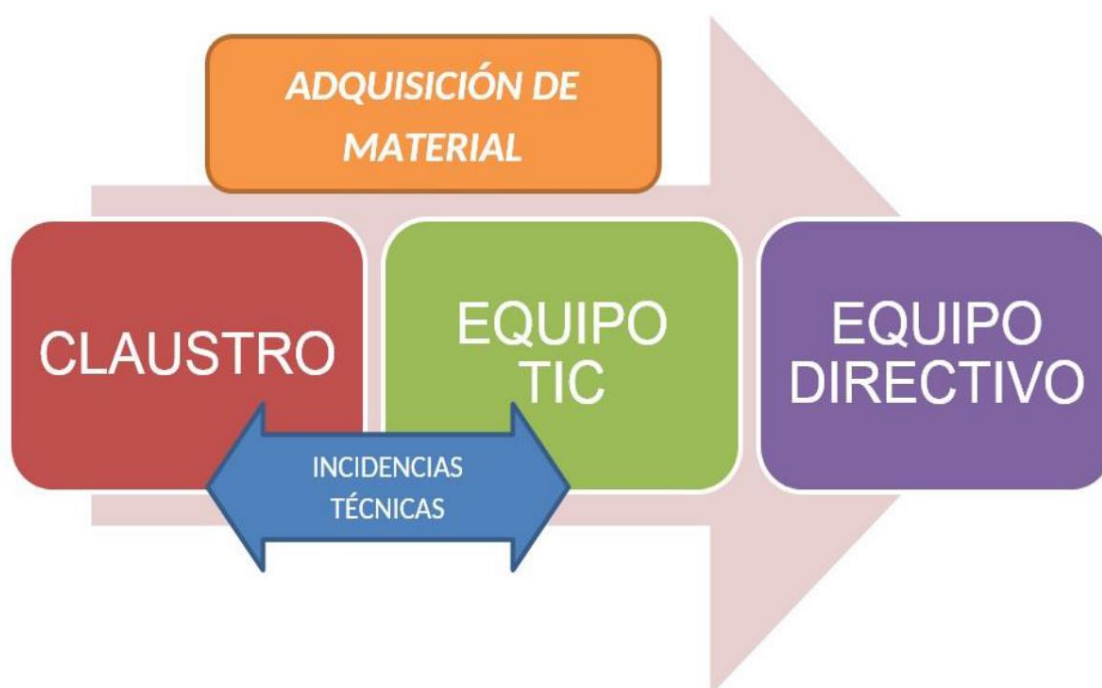 ADQUISICIÓN DE
MATERIAL
CLAUSTRO
EQUIPO
TIC
EQUIPO
DIRECTIVO
INCIDENCIAS
TÉCNICAS